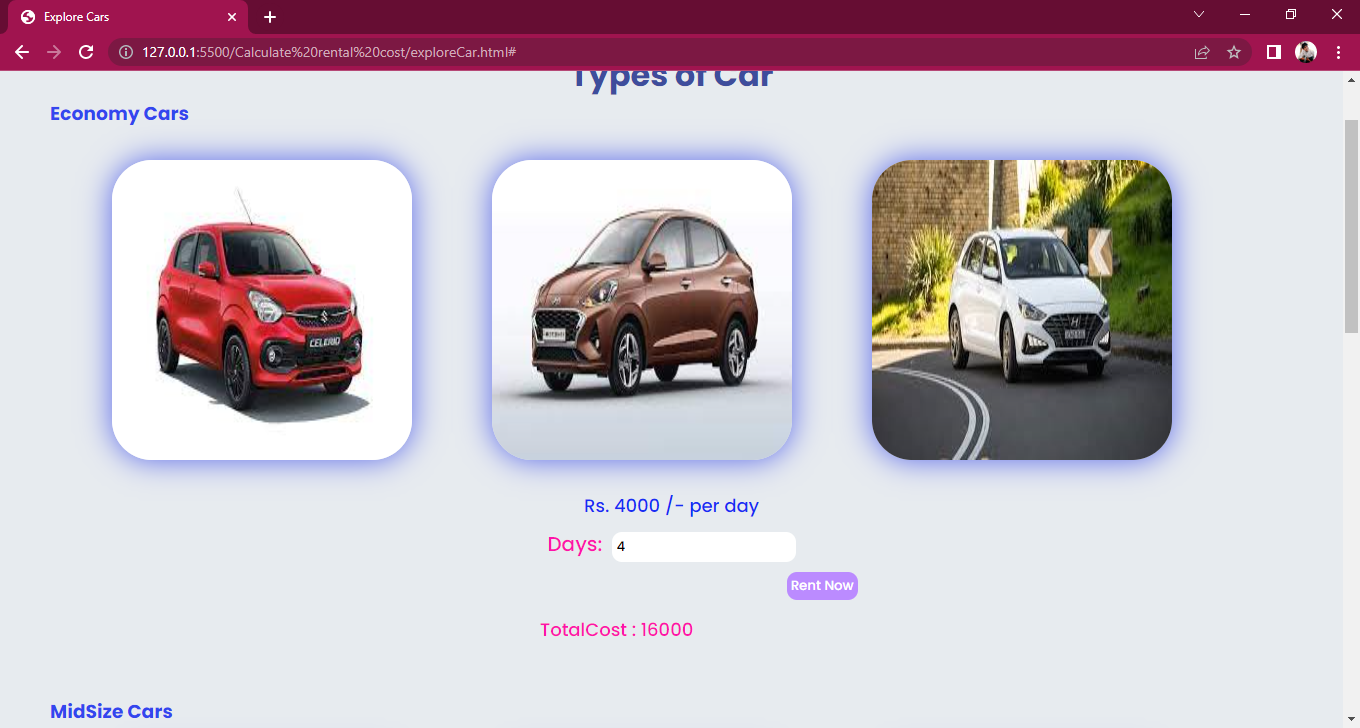 Explore Cars
127.0.0.1:5500/Calculate%20rental%20cost/exploreCar.html#
Types of Car
Economy Cars
CELERIO
Rs. 4000 /- per day
Days: 4
Rent Now
TotalCost : 16000
MidSize Cars